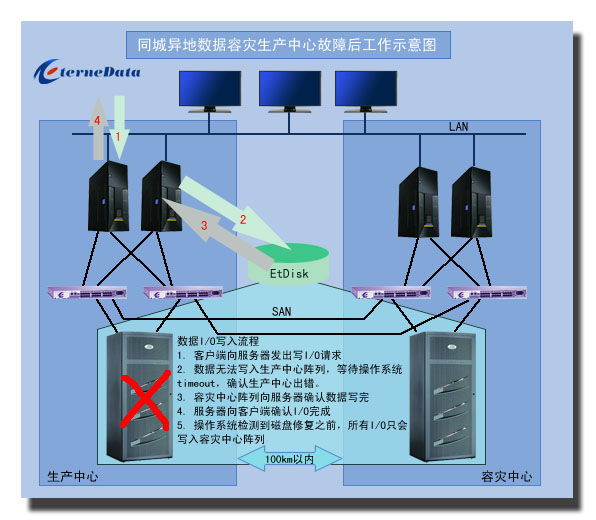 同城异地数据容灾生产中心故障后工作示意图
EterneData
LAN
4
1
2
3
EtDisk
SAN
数据I/O写入流程
1. 客户端向服务器发出写I/O请求
2. 数据无法写入生产中心阵列，等待操作系统
timeout，确认生产中心出错。
3. 容灾中心阵列向服务器确认数据写完
4. 服务器向客户端确认I/O完成
5. 操作系统检测到磁盘修复之前，所有I/O只会
写入容灾中心阵列
100km以内
生产中心
容灾中心